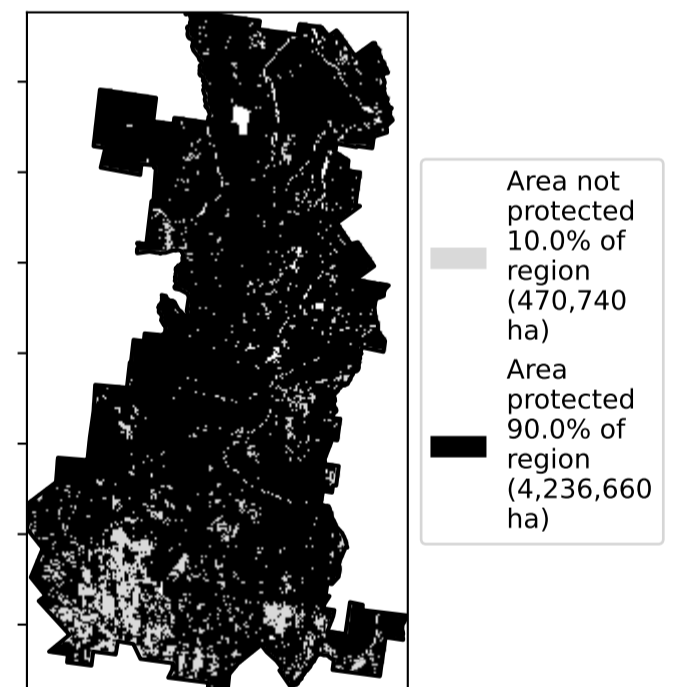 Area not
protected
10.0% of
region
(470,740
ha)
Area
protected
90.0% of
region
(4,236,660
ha)